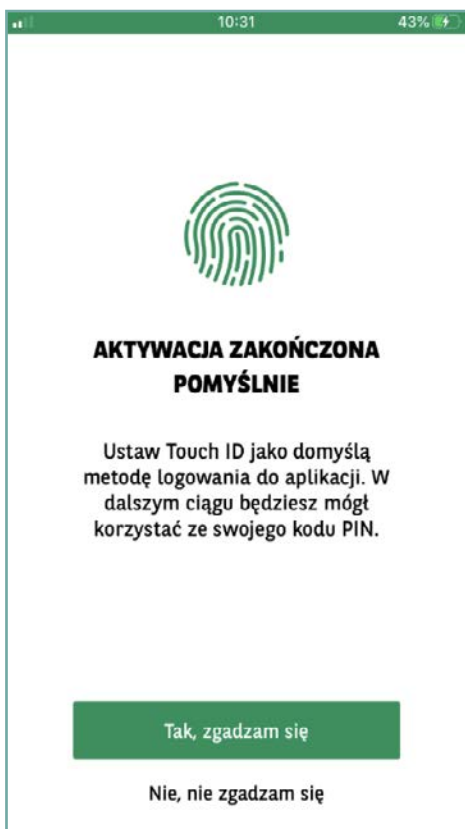 10:31 43%
AKTYWACJA ZAKOŃCZONA
POMYŚLNIE
Ustaw Touch ID jako domyślą
metodę logowania do aplikacji. W
dalszym ciągu będziesz mógł
korzystać ze swojego kodu PIN.
Tak, zgadzam się
Nie, nie zgadzam się